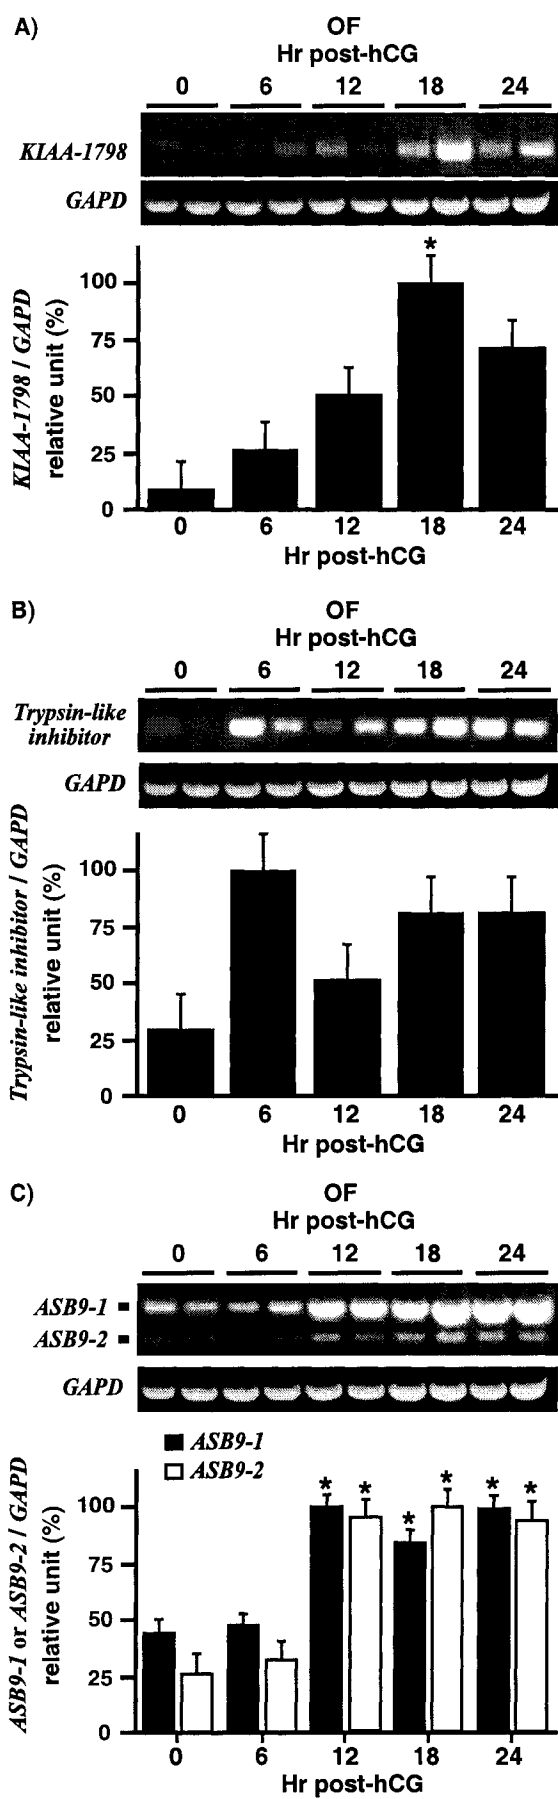 A)
OF
Hr post-hCG
0 6 12 18 24
KIAA-1798
GAPD
*
KIAA-1798 / GAPD
relative unit (%)
100
75
50
25
0
0 6 12 18 24
Hr post-hCG
B)
OF
Hr post-hCG
0 6 12 18 24
Trypsin-like
inhibitor
GAPD
Trypsin-like inhibitor / GAPD
relative unit (%)
100
75
50
25
0
0 6 12 18 24
Hr post-hCG
C)
OF
Hr post-hCG
0 6 12 18 24
ASB9-1
ASB9-2
GAPD
ASB9-1
ASB9-2
* * * * * *
ASB9-1 or ASB9-2 / GAPD
relative unit (%)
100
75
50
25
0
0 6 12 18 24
Hr post-hCG